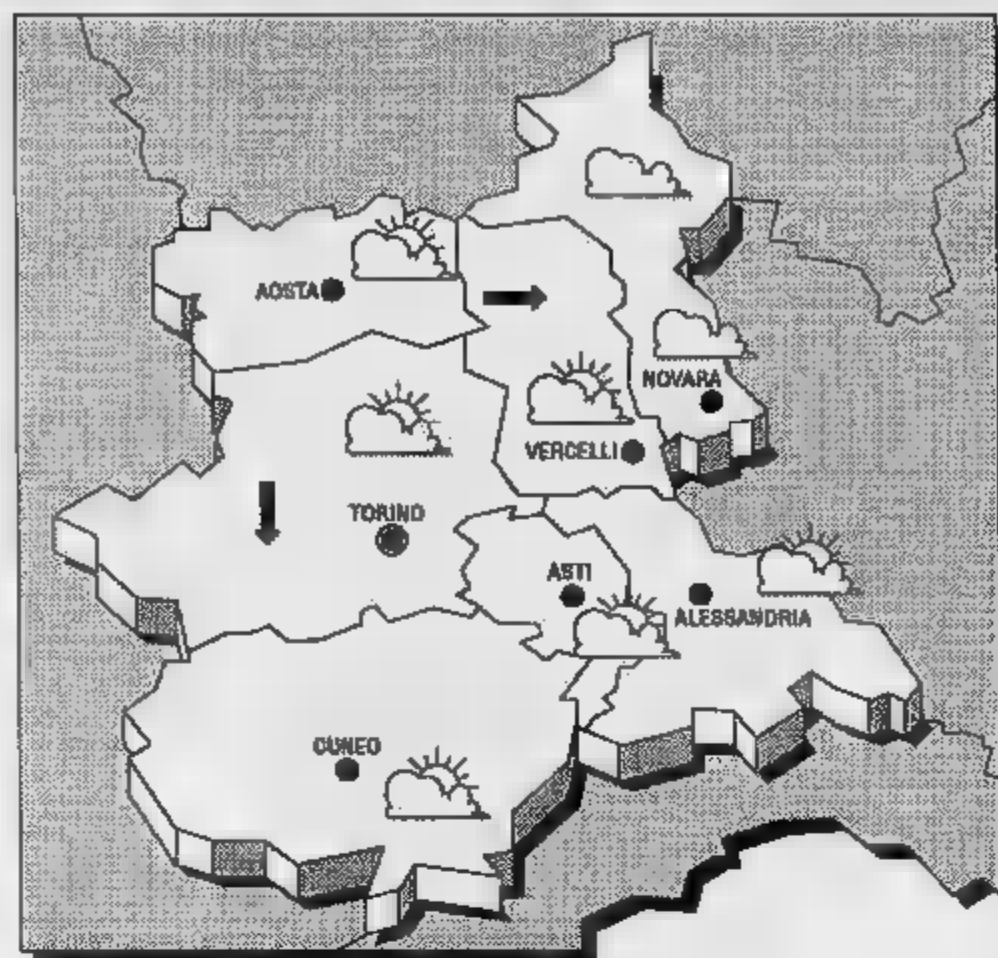 AOSTA
NOVARA
VERCELLI
TORINO
ASTI
ALESSANDRIA
CUNEO